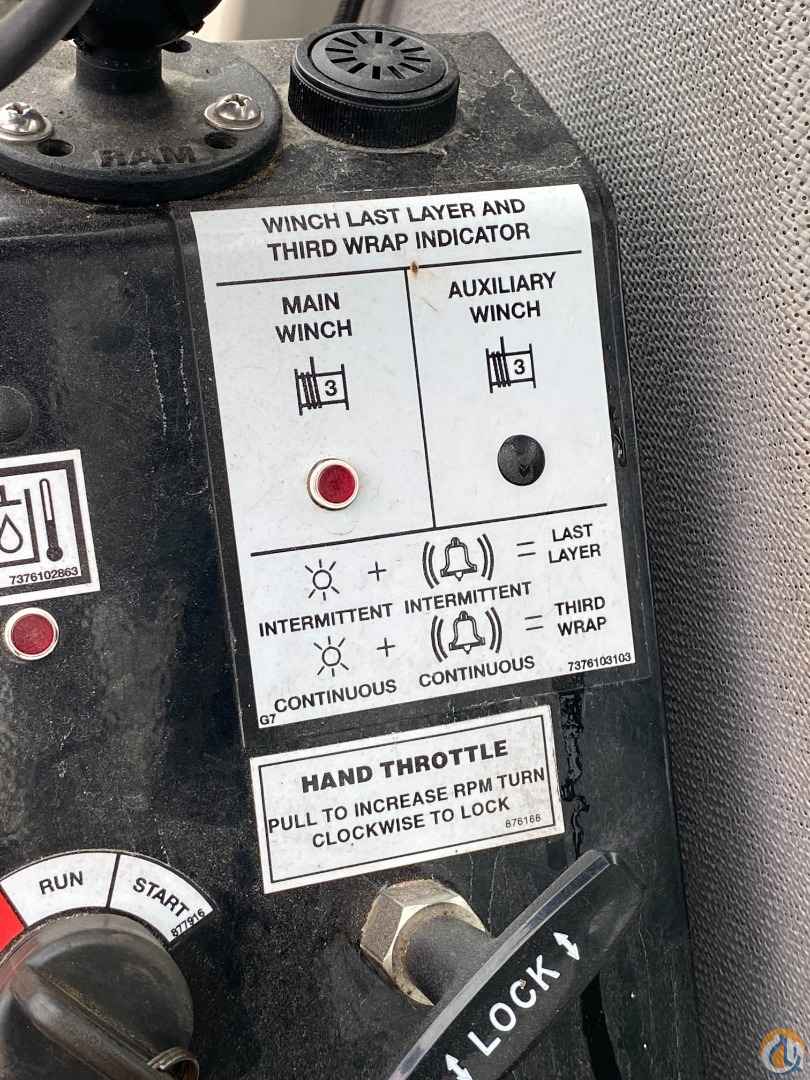 RAM
WINCH LAST LAYER AND
THIRD WRAP INDICATOR
MAIN
WINCH
3
AUXILIARY
WINCH
3
7376102863
INTERMITTENT + INTERMITTENT = LAST
LAYER
CONTINUOUS + CONTINUOUS = THIRD
WRAP
7376103103
G7
HAND THROTTLE
PULL TO INCREASE RPM TURN
CLOCKWISE TO LOCK
876168
RUN
START
877916
LOCK